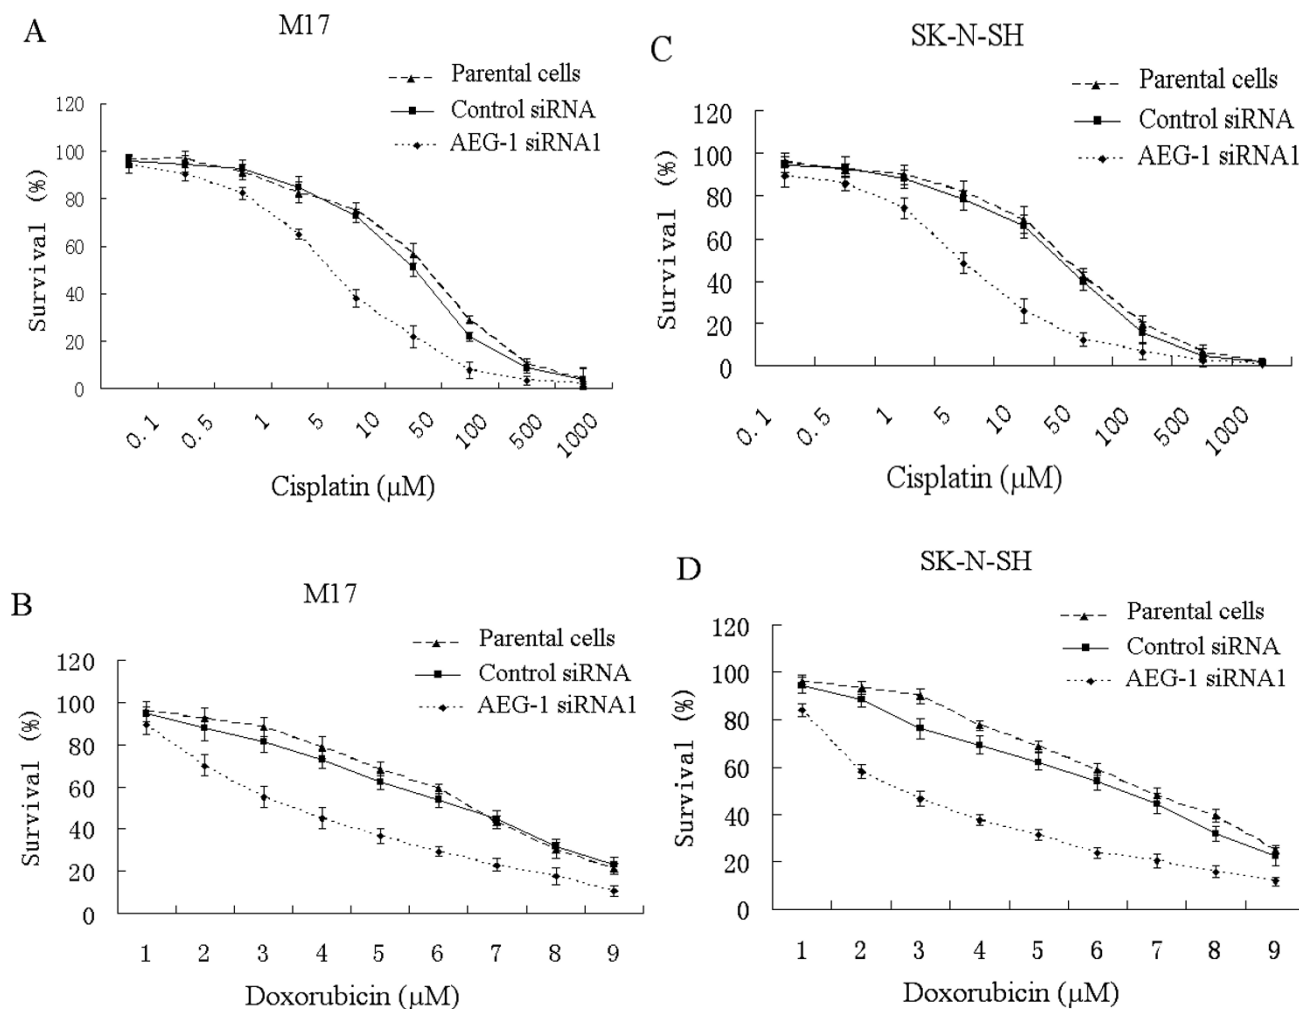 A
M17
Parental cells
Control siRNA
AEG-1 siRNA1
Survival (%)
120
100
80
60
40
20
0
0.1
0.5
1
5
10
50
100
500
1000
Cisplatin (μM)
C
SK-N-SH
Parental cells
Control siRNA
AEG-1 siRNA1
Survival (%)
120
100
80
60
40
20
0
0.1
0.5
1
5
10
50
100
500
1000
Cisplatin (μM)
B
M17
Parental cells
Control siRNA
AEG-1 siRNA1
Survival (%)
120
100
80
60
40
20
0
1 2 3 4 5 6 7 8 9
Doxorubicin (μM)
D
SK-N-SH
Parental cells
Control siRNA
AEG-1 siRNA1
Survival (%)
120
100
80
60
40
20
0
1 2 3 4 5 6 7 8 9
Doxorubicin (μM)